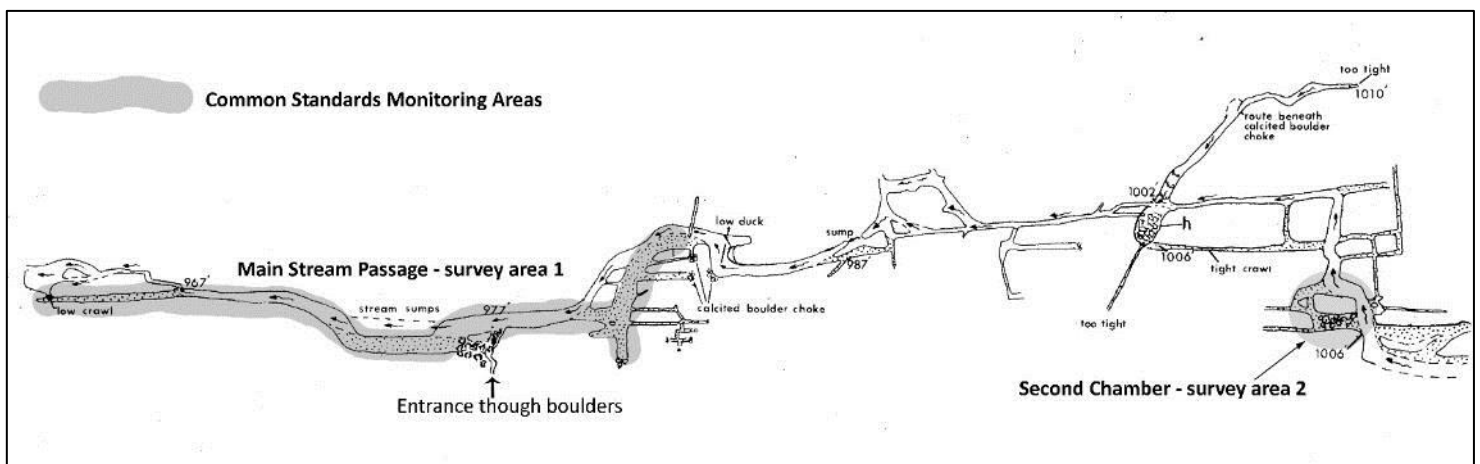 Common Standards Monitoring Areas
too tight
1010'
route beneath
calcited boulder
choke
1002'
low duck
sump
h
987'
1006'
tight crawl
Main Stream Passage - survey area 1
967'
977'
stream sumps
low crawl
calcited boulder choke
too tight
1006'
Second Chamber - survey area 2
Entrance though boulders